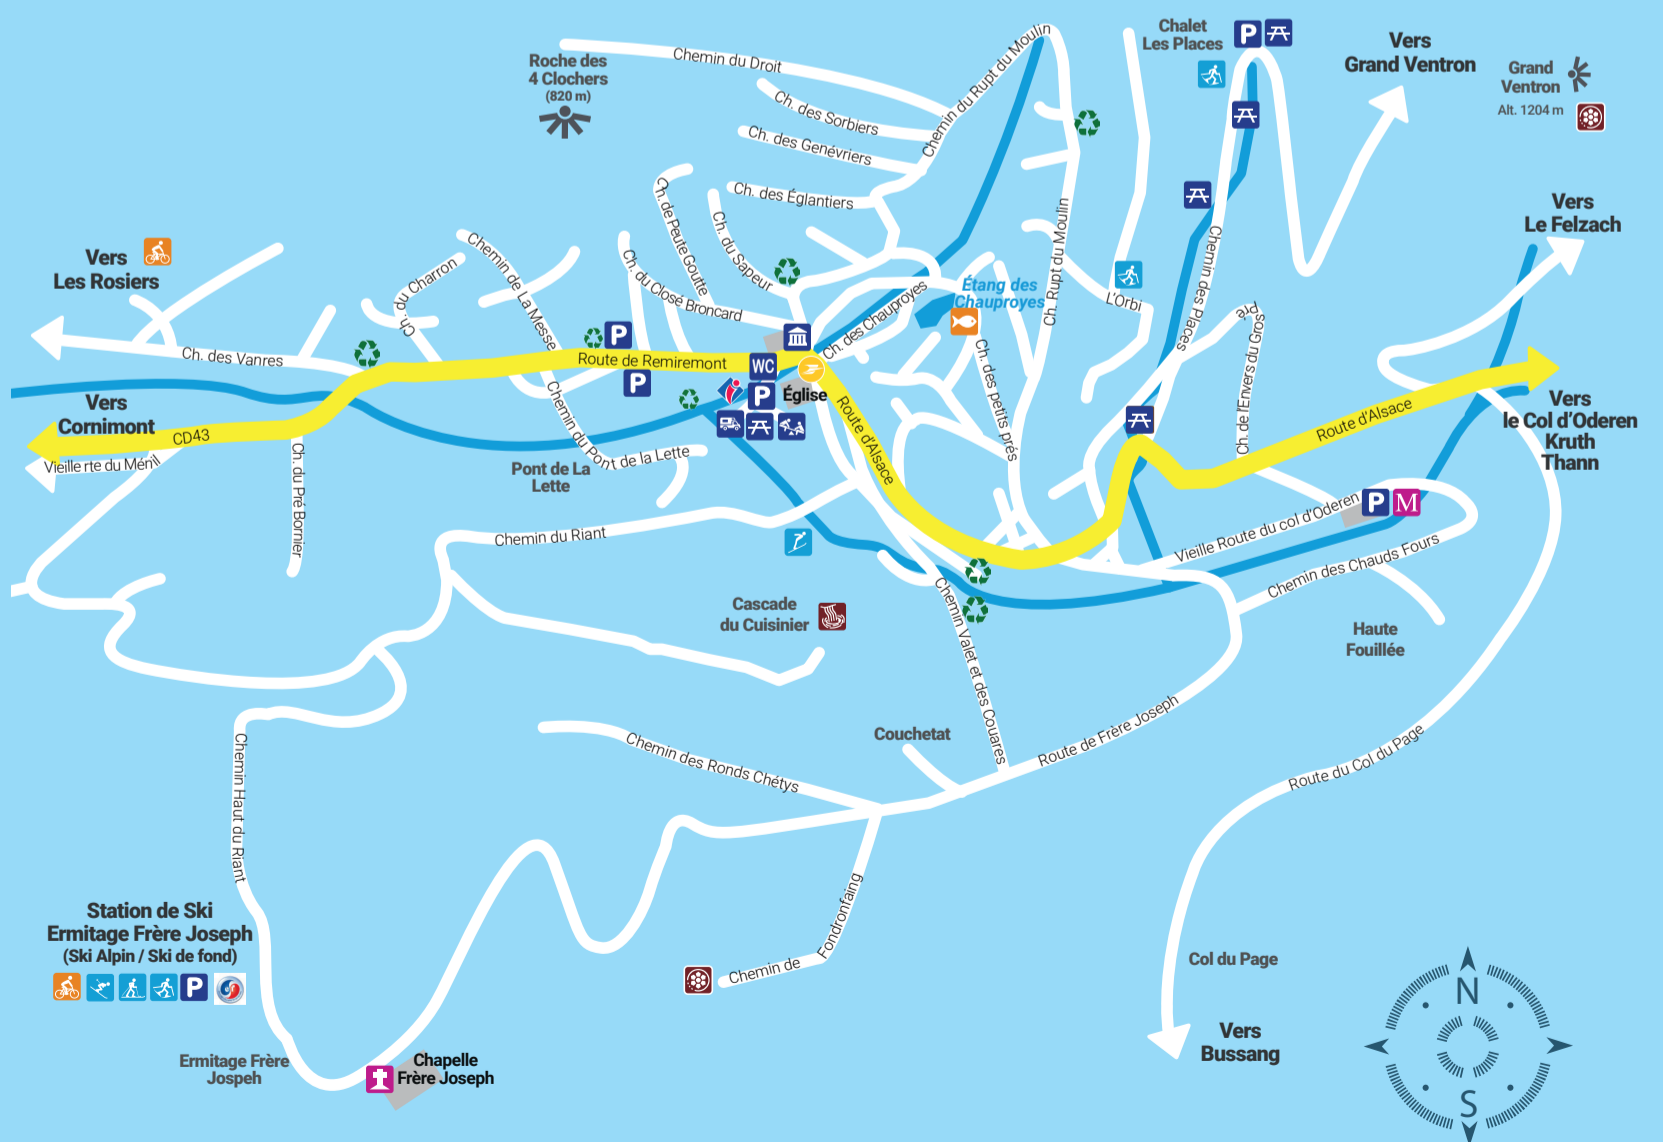 Roche des
4 Clochers
(820 m)
Chemin du Droit
Ch. des Sorbiers
Ch. des Genévriers
Ch. des Églantiers
Chemin du Rupt du Moulin
Chalet
Les Places
P
Vers
Grand Ventron
Grand
Ventron
Alt. 1204 m
Vers
Le Felzach
Vers
Les Rosiers
Ch. du Charron
Chemin de La Messe
Ch. du Closé Broncard
Ch. de Peute Goutte
Ch. du Sapeur
Étang des
Chauproyes
Ch. des Chauproyes
Ch. Rupt du Moulin
L'Orbi
Chemin des Places
Ch. de l'Envers du Gros
Pré
Ch. des Vanres
Route de Remiremont
P
P
WC
P
Église
Ch. des petits prés
Route d'Alsace
Route d'Alsace
Vers
Cornimont
CD43
Vieille rte du Ménil
Ch. du Pré Bornier
Chemin du Pont de la Lette
Pont de La
Lette
Vers
le Col d'Oderen
Kruth
Thann
Chemin du Riant
Vieille Route du col d'Oderen
P
M
Chemin des Chauds Fours
Haute
Fouillée
Cascade
du Cuisinier
Chemin Valet et des Couares
Couchetat
Route de Frère Joseph
Route du Col du Page
Chemin des Ronds Chétys
Chemin Haut du Riant
Chemin de
Fondronfaing
Station de Ski
Ermitage Frère Joseph
(Ski Alpin / Ski de fond)
P
Ermitage Frère
Jospeh
Chapelle
Frère Joseph
Col du Page
Vers
Bussang
N
S